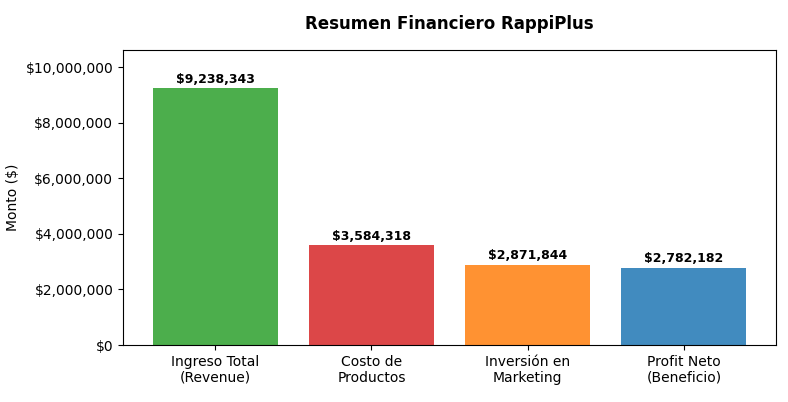 Resumen Financiero RappiPlus
Monto ($)
$10,000,000
$8,000,000
$6,000,000
$4,000,000
$2,000,000
$0
$9,238,343
$3,584,318
$2,871,844
$2,782,182
Ingreso Total
(Revenue)
Costo de
Productos
Inversión en
Marketing
Profit Neto
(Beneficio)